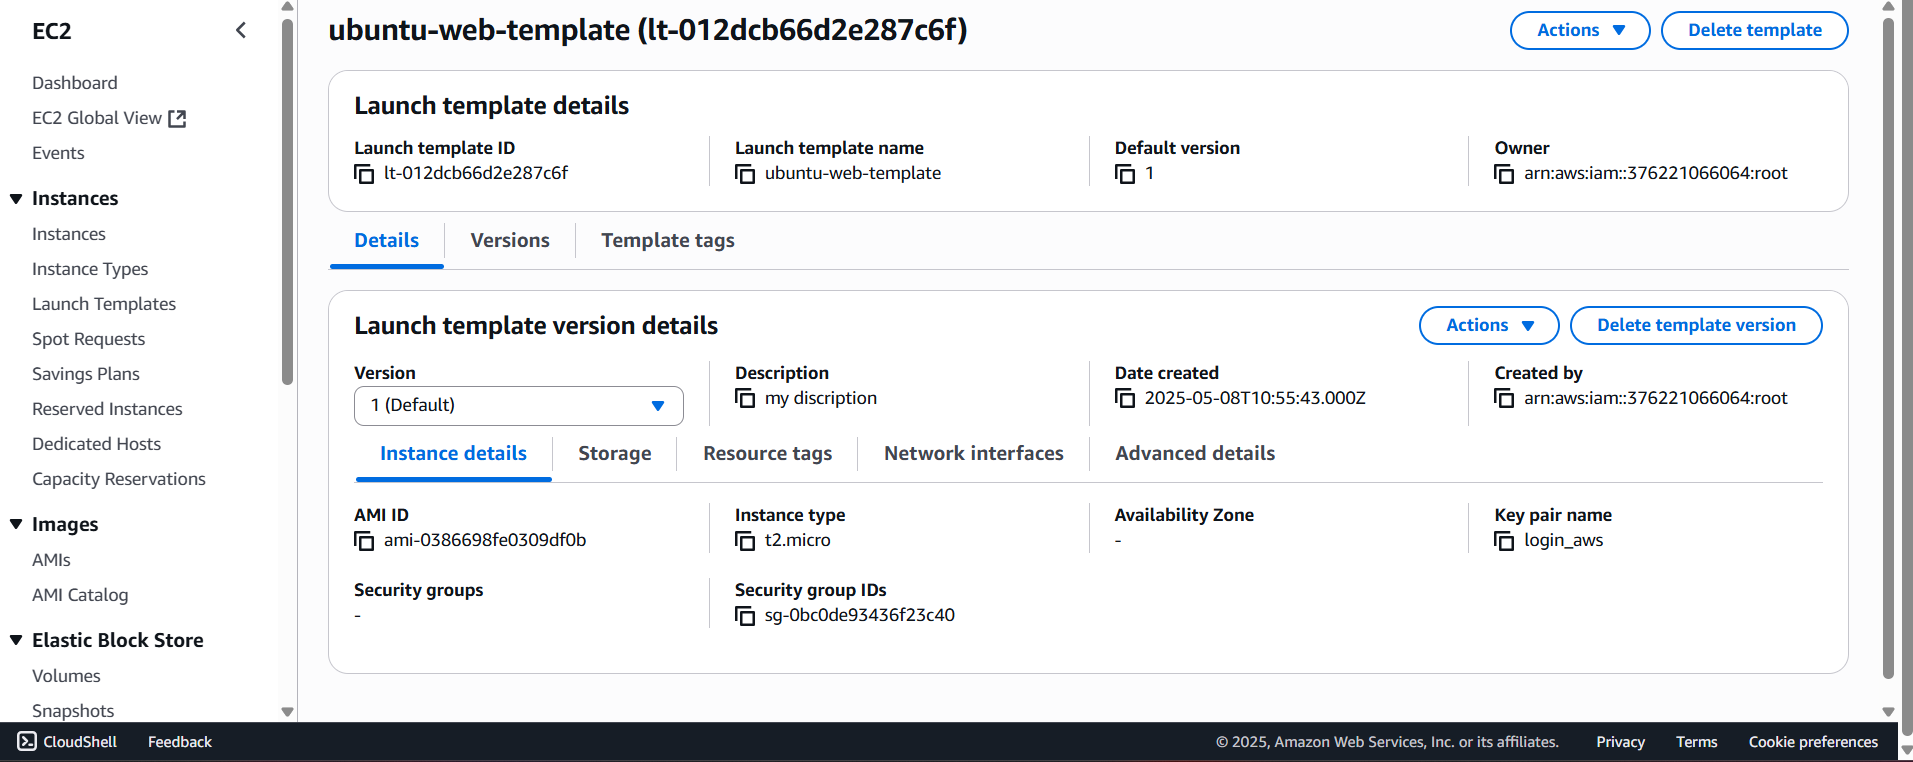 EC2
Dashboard
EC2 Global View
Events
Instances
Instances
Instance Types
Launch Templates
Spot Requests
Savings Plans
Reserved Instances
Dedicated Hosts
Capacity Reservations
Images
AMIs
AMI Catalog
Elastic Block Store
Volumes
Snapshots
ubuntu-web-template (lt-012dcb66d2e287c6f)
Actions
Delete template
Launch template details
Launch template ID
lt-012dcb66d2e287c6f
Launch template name
ubuntu-web-template
Default version
1
Owner
arn:aws:iam::376221066064:root
Details
Versions
Template tags
Launch template version details
Actions
Delete template version
Version
1 (Default)
Description
my discription
Date created
2025-05-08T10:55:43.000Z
Created by
arn:aws:iam::376221066064:root
Instance details
Storage
Resource tags
Network interfaces
Advanced details
AMI ID
ami-0386698fe0309df0b
Instance type
t2.micro
Availability Zone
-
Key pair name
login_aws
Security groups
-
Security group IDs
sg-0bc0de93436f23c40
CloudShell
Feedback
© 2025, Amazon Web Services, Inc. or its affiliates.
Privacy
Terms
Cookie preferences